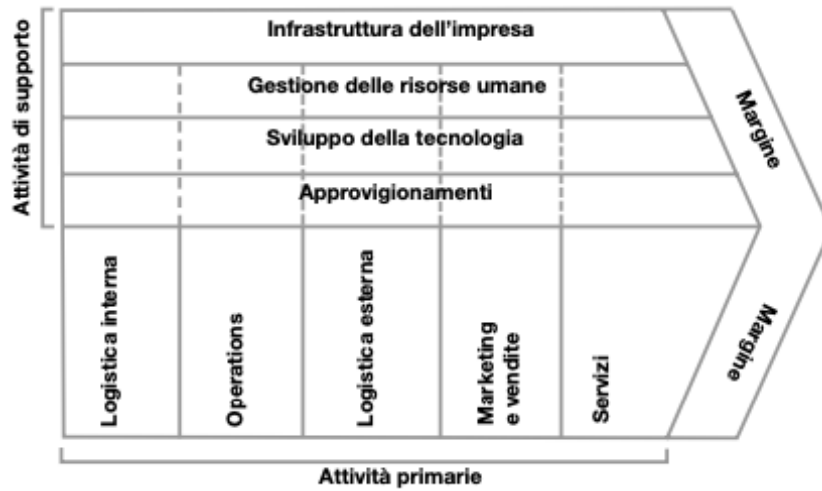 Attività di supporto
Infrastruttura dell'impresa
Gestione delle risorse umane
Sviluppo della tecnologia
Approvigionamenti
Margine
Margine
Logistica interna
Operations
Logistica esterna
Marketing
e vendite
Servizi
Attività primarie